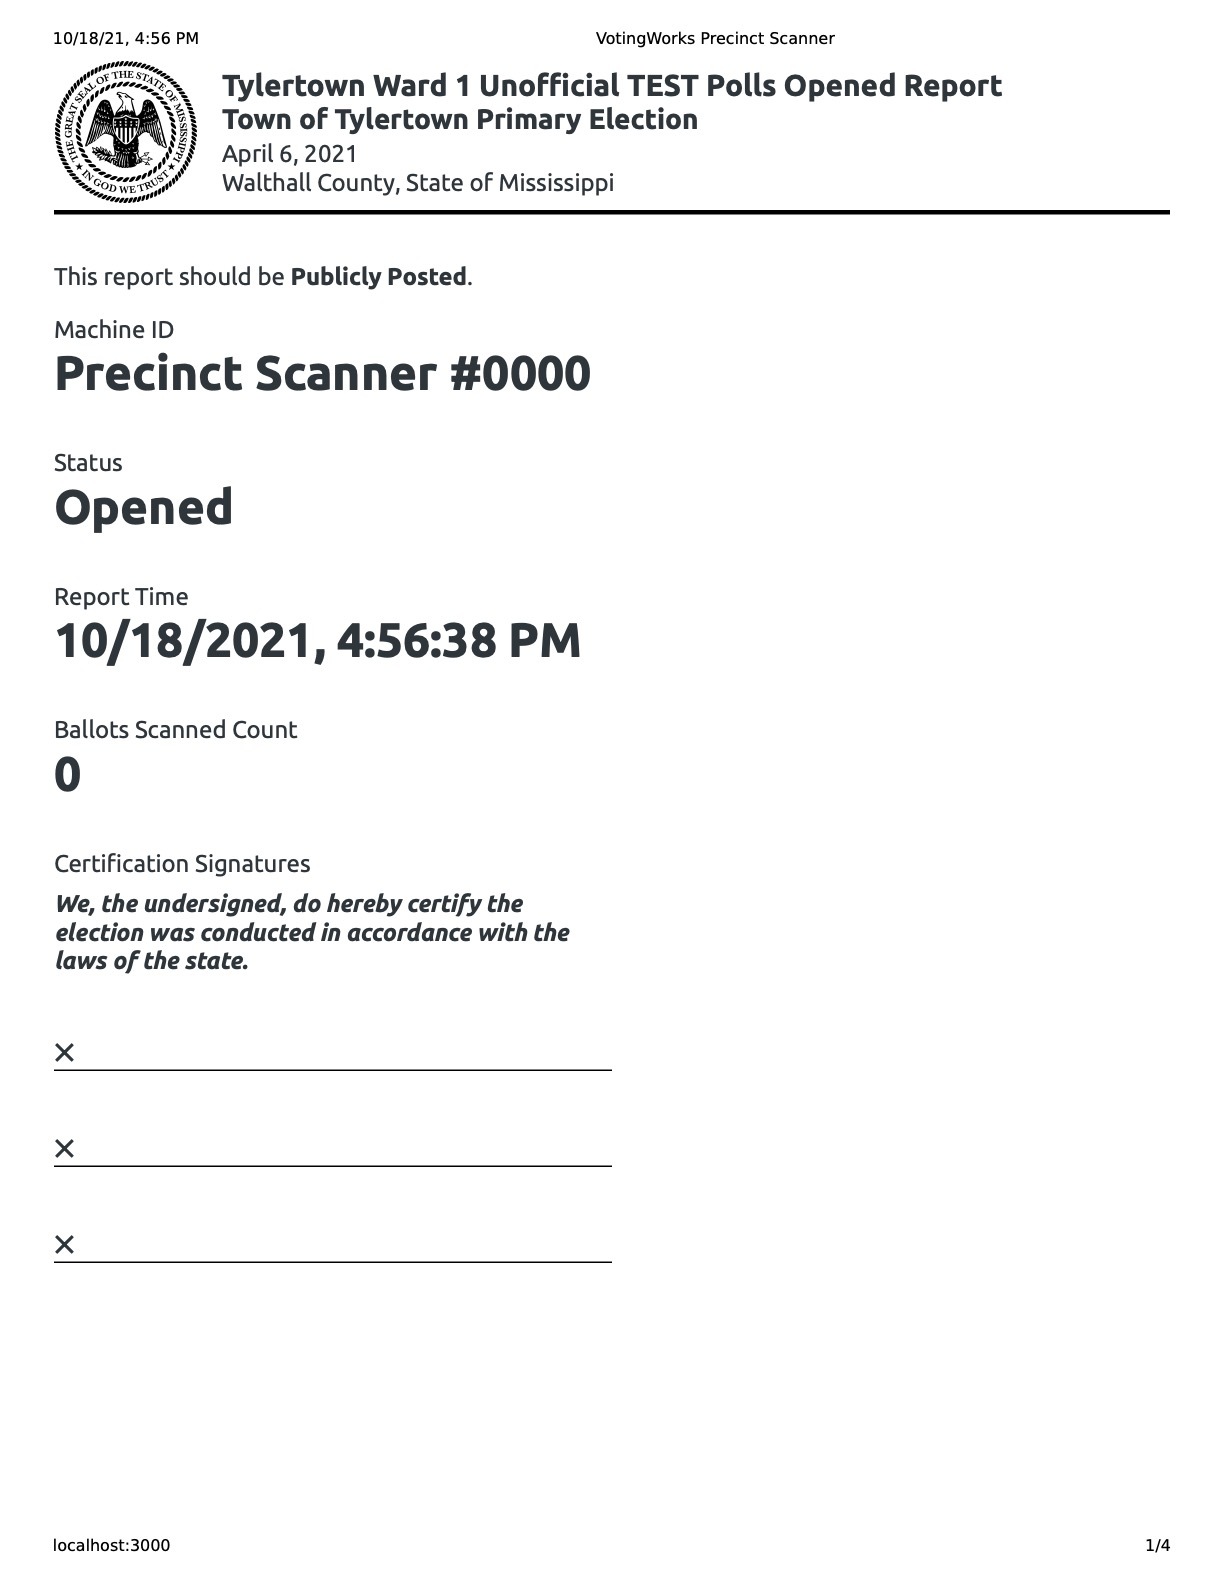 10/18/21, 4:56 PM VotingWorks Precinct Scanner
THE GREAT SEAL OF THE STATE OF MISSISSIPPI
★ IN GOD WE TRUST ★
Tylertown Ward 1 Unofficial TEST Polls Opened Report
Town of Tylertown Primary Election
April 6, 2021
Walthall County, State of Mississippi
This report should be Publicly Posted.
Machine ID
Precinct Scanner #0000
Status
Opened
Report Time
10/18/2021, 4:56:38 PM
Ballots Scanned Count
0
Certification Signatures
We, the undersigned, do hereby certify the
election was conducted in accordance with the
laws of the state.
×
×
×
localhost:3000 1/4